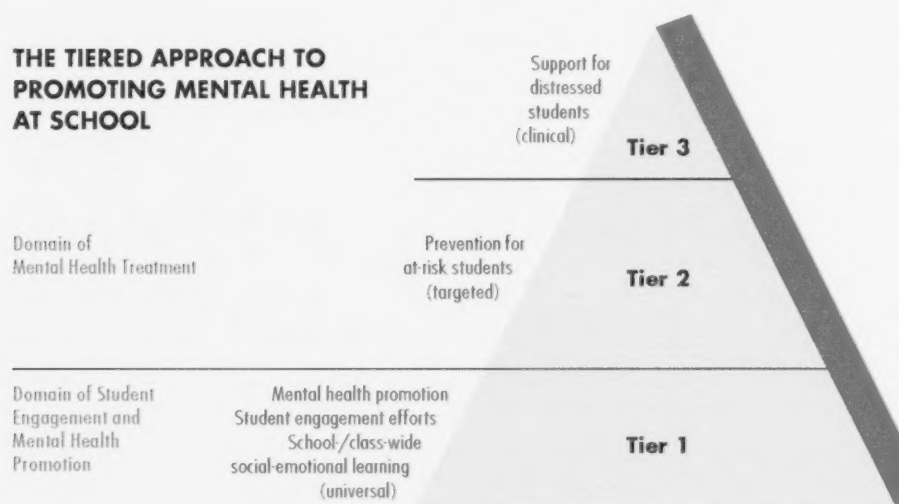 THE TIERED APPROACH TO
PROMOTING MENTAL HEALTH
AT SCHOOL
Support for
distressed
students
(clinical)
Tier 3
Domain of
Mental Health Treatment
Prevention for
at-risk students
(targeted)
Tier 2
Domain of Student
Engagement and
Mental Health
Promotion
Mental health promotion
Student engagement efforts
School-/class-wide
social-emotional learning
(universal)
Tier 1